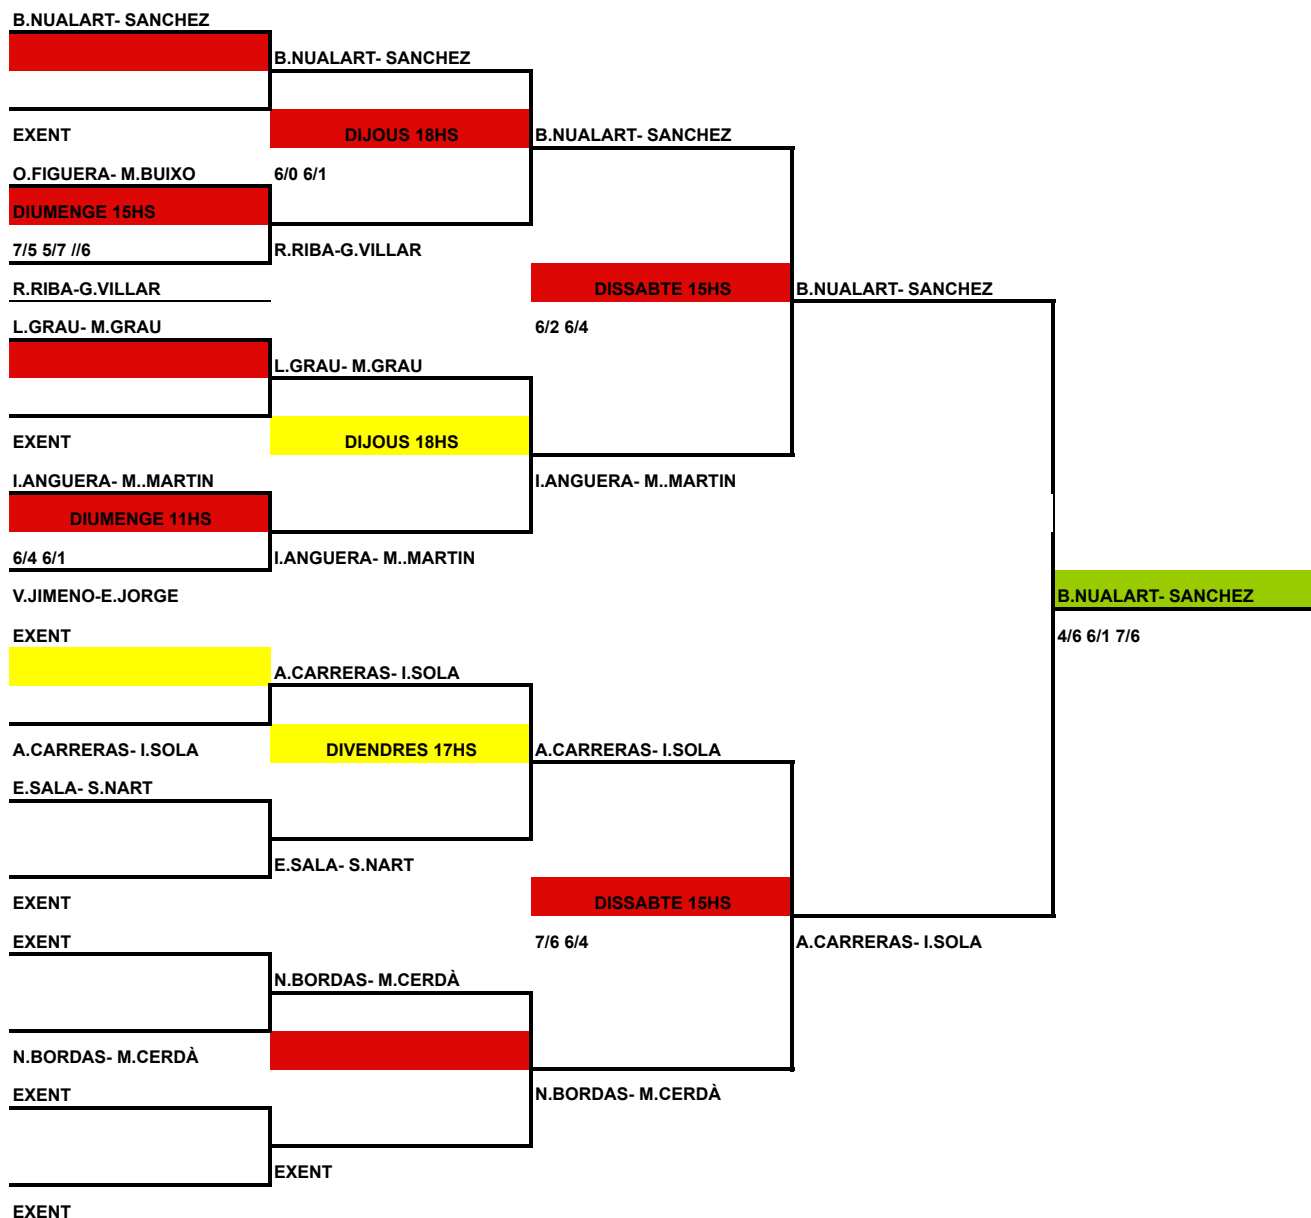 B.NUALART- SANCHEZ
B.NUALART- SANCHEZ
EXENT
DIJOUS 18HS
B.NUALART- SANCHEZ
O.FIGUERA- M.BUIXO
6/0 6/1
DIUMENGE 15HS
7/5 5/7 //6
R.RIBA-G.VILLAR
R.RIBA-G.VILLAR
DISSABTE 15HS
B.NUALART- SANCHEZ
L.GRAU- M.GRAU
6/2 6/4
L.GRAU- M.GRAU
EXENT
DIJOUS 18HS
I.ANGUERA- M..MARTIN
I.ANGUERA- M..MARTIN
DIUMENGE 11HS
6/4 6/1
I.ANGUERA- M..MARTIN
V.JIMENO-E.JORGE
B.NUALART- SANCHEZ
EXENT
4/6 6/1 7/6
A.CARRERAS- I.SOLA
A.CARRERAS- I.SOLA
DIVENDRES 17HS
A.CARRERAS- I.SOLA
E.SALA- S.NART
E.SALA- S.NART
EXENT
DISSABTE 15HS
EXENT
7/6 6/4
A.CARRERAS- I.SOLA
N.BORDAS- M.CERDÀ
N.BORDAS- M.CERDÀ
EXENT
N.BORDAS- M.CERDÀ
EXENT
EXENT